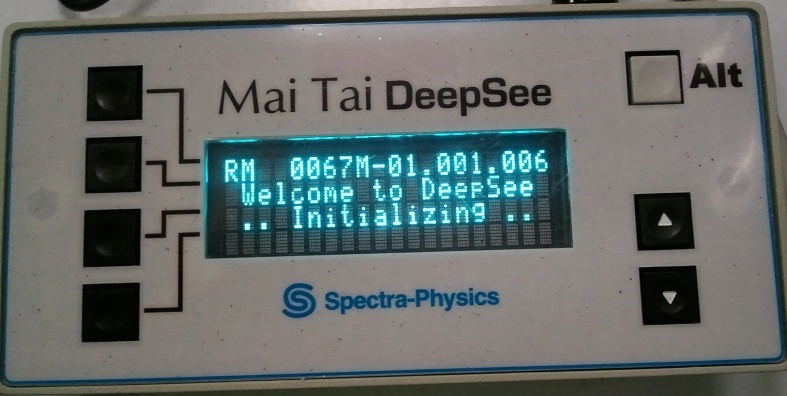 Mai Tai DeepSee
Alt
RM 0067M-01.001.006
Welcome to DeepSee
.. Initializing ..
Spectra-Physics